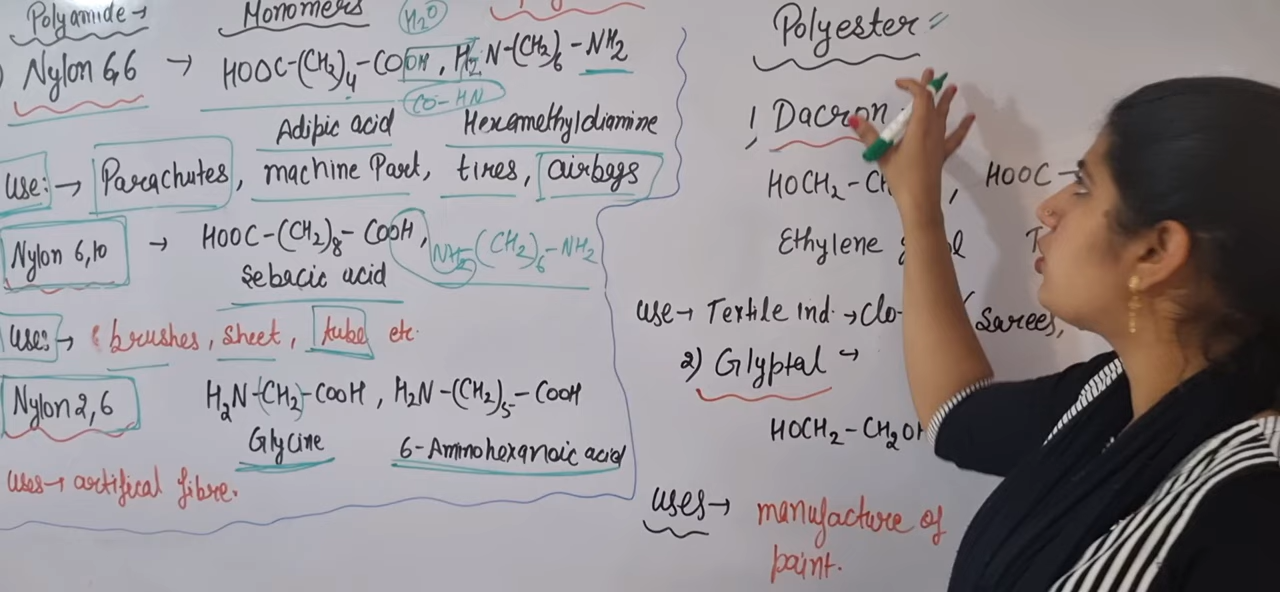 Polyamide→ Monomers H₂O
Nylon 6,6 → HOOC-(CH₂)₄-COOH, H₂N-(CH₂)₆-NH₂
CO-HN
Adipic acid Hexamethyldiamine
Use:→ Parachutes, machine Part, tires, airbags
Nylon 6,10 → HOOC-(CH₂)₈-COOH, NH₂-(CH₂)₆-NH₂
Sebacic acid
Uses→ brushes, sheet, tube etc.
Nylon 2,6 H₂N-(CH₂)-COOH, H₂N-(CH₂)₅-COOH
Glycine 6-Aminohexanoic acid
Uses→ artifical fibre.
Polyester=
1, Dacron
HOCH₂-CH , HOOC-
Ethylene
Use→ Textile ind.→Clo- (Sarees,
2) Glyptal →
HOCH₂-CH₂OH
Uses→ manufacture of
paint.